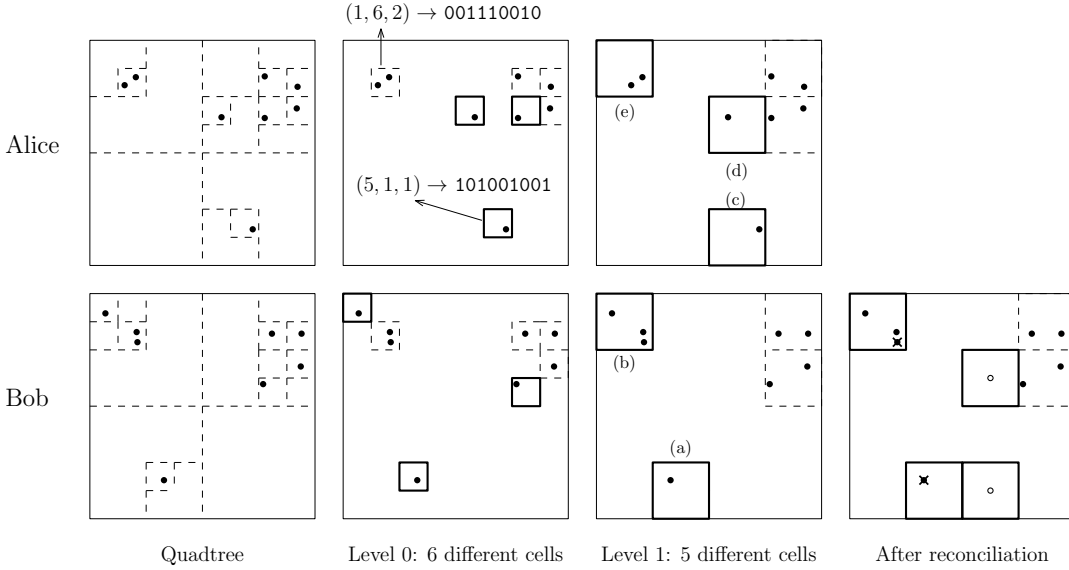 (1, 6, 2) → 001110010
Alice
(5, 1, 1) → 101001001
(e)
(d)
(c)
Bob
(b)
(a)
Quadtree
Level 0: 6 different cells
Level 1: 5 different cells
After reconciliation